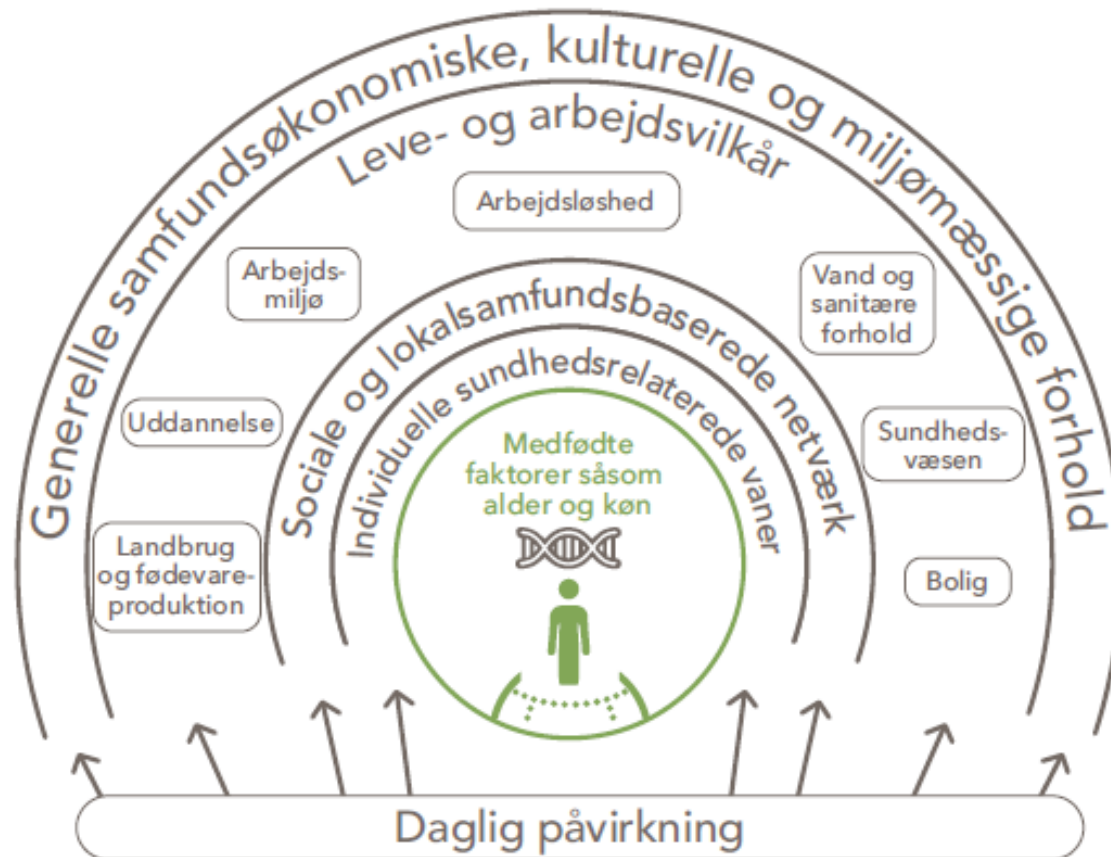 Generelle samfundsøkonomiske, kulturelle og miljømæssige forhold
Leve- og arbejdsvilkår
Arbejdsløshed
Arbejds-
miljø
Vand og
sanitære
forhold
Uddannelse
Sundheds-
væsen
Landbrug
og fødevare-
produktion
Bolig
Sociale og lokalsamfundsbaserede netværk
Individuelle sundhedsrelaterede vaner
Medfødte
faktorer såsom
alder og køn
Daglig påvirkning